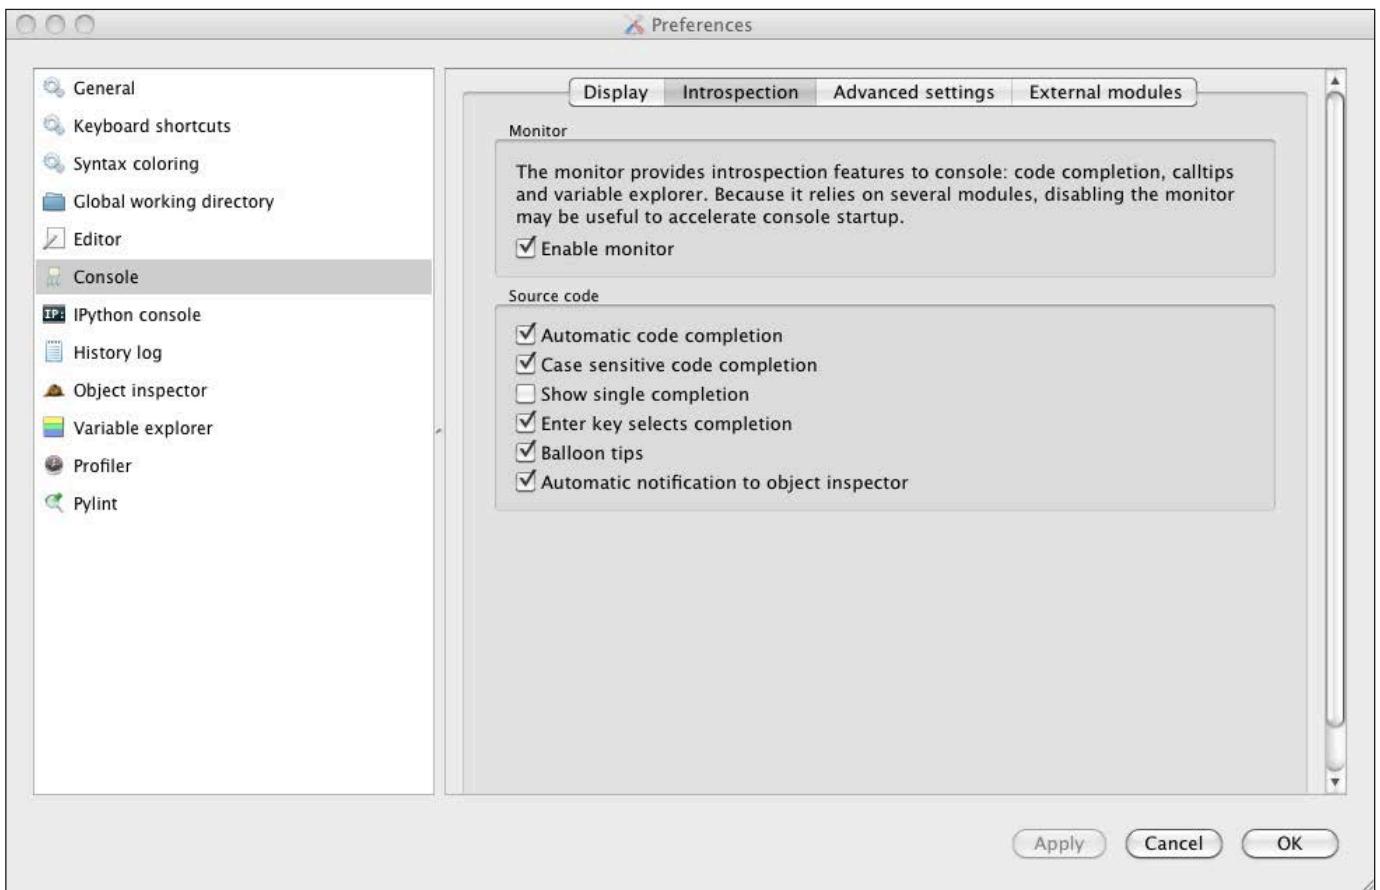 Preferences
General
Keyboard shortcuts
Syntax coloring
Global working directory
Editor
Console
IP: IPython console
History log
Object inspector
Variable explorer
Profiler
Pylint
Display Introspection Advanced settings External modules
Monitor
The monitor provides introspection features to console: code completion, calltips
and variable explorer. Because it relies on several modules, disabling the monitor
may be useful to accelerate console startup.
Enable monitor
Source code
Automatic code completion
Case sensitive code completion
Show single completion
Enter key selects completion
Balloon tips
Automatic notification to object inspector
Apply Cancel OK